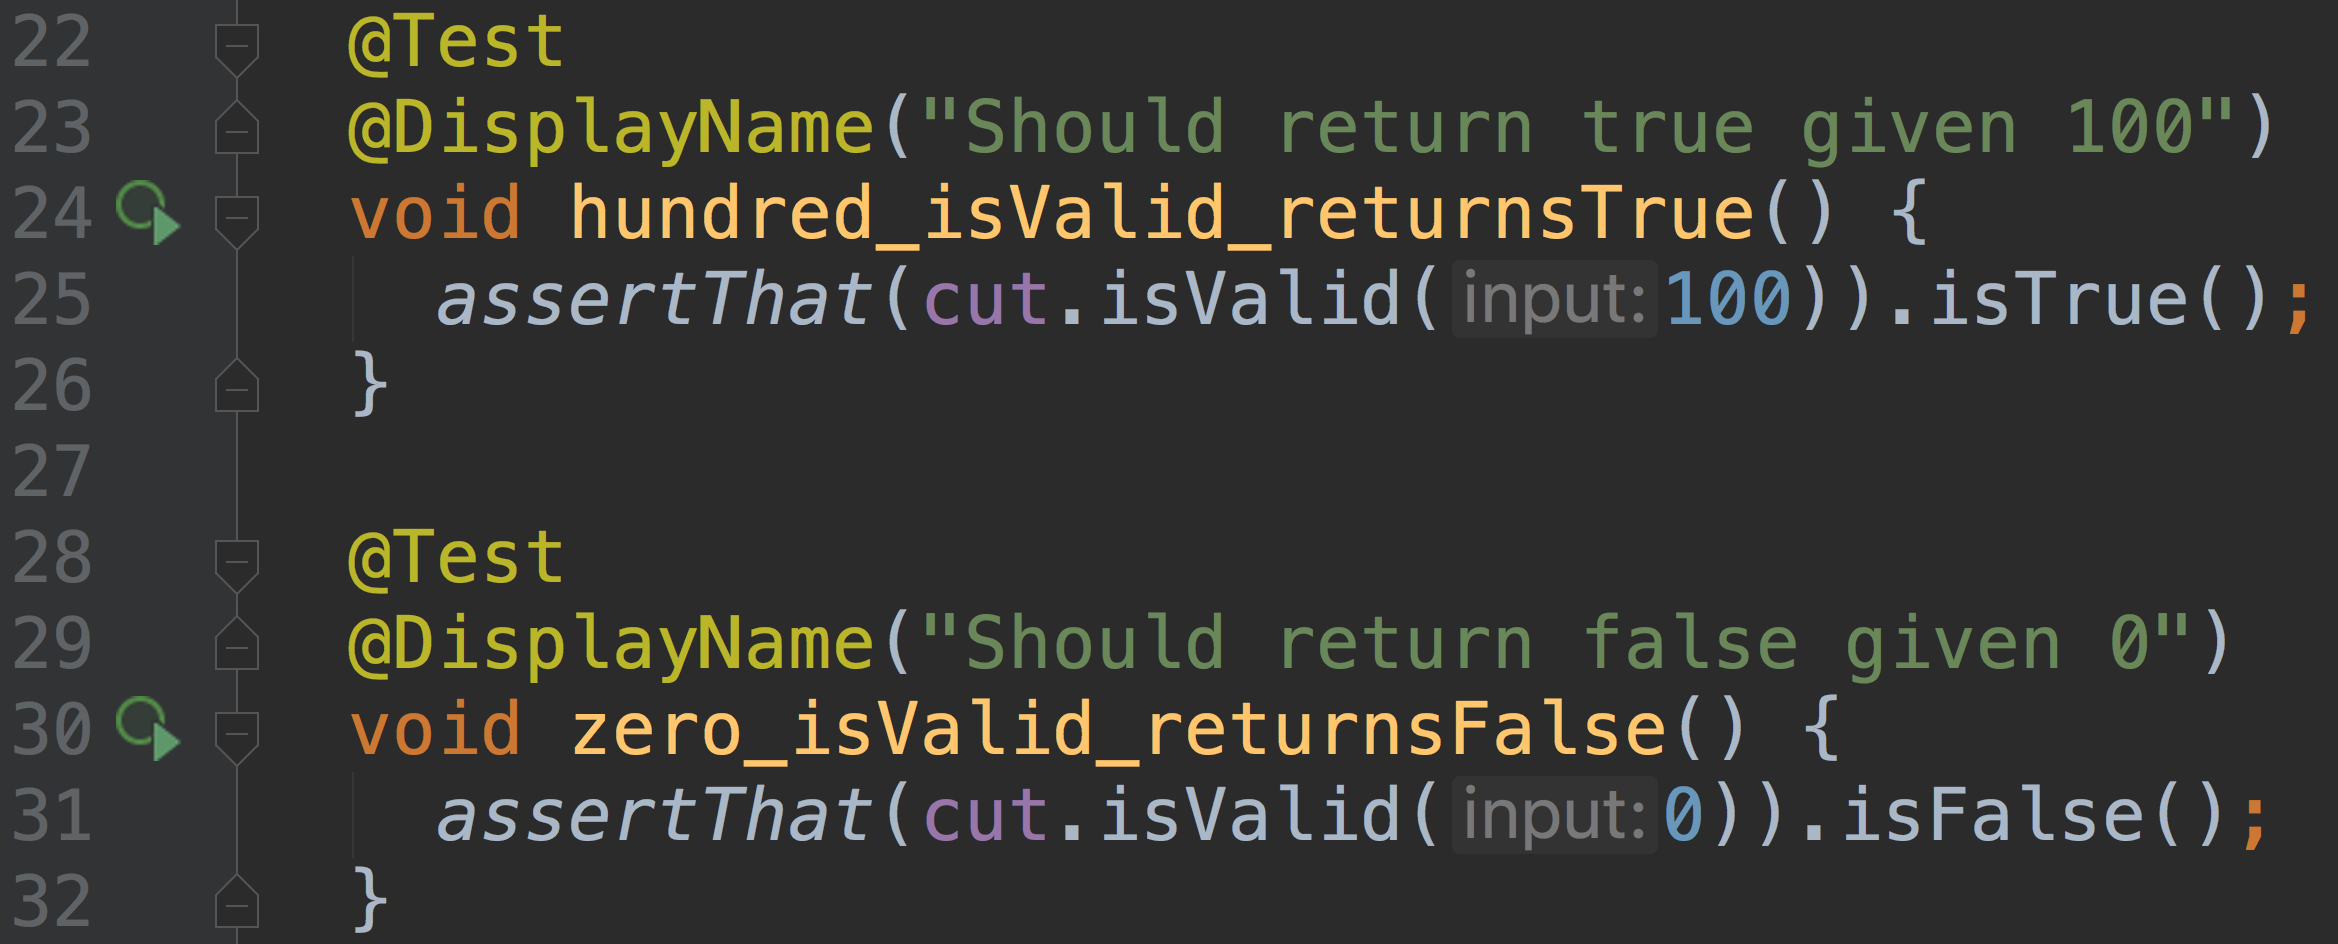 22 @Test
23 @DisplayName("Should return true given 100")
24 void hundred_isValid_returnsTrue() {
25 assertThat(cut.isValid( input: 100)).isTrue();
26 }
27
28 @Test
29 @DisplayName("Should return false given 0")
30 void zero_isValid_returnsFalse() {
31 assertThat(cut.isValid( input: 0)).isFalse();
32 }